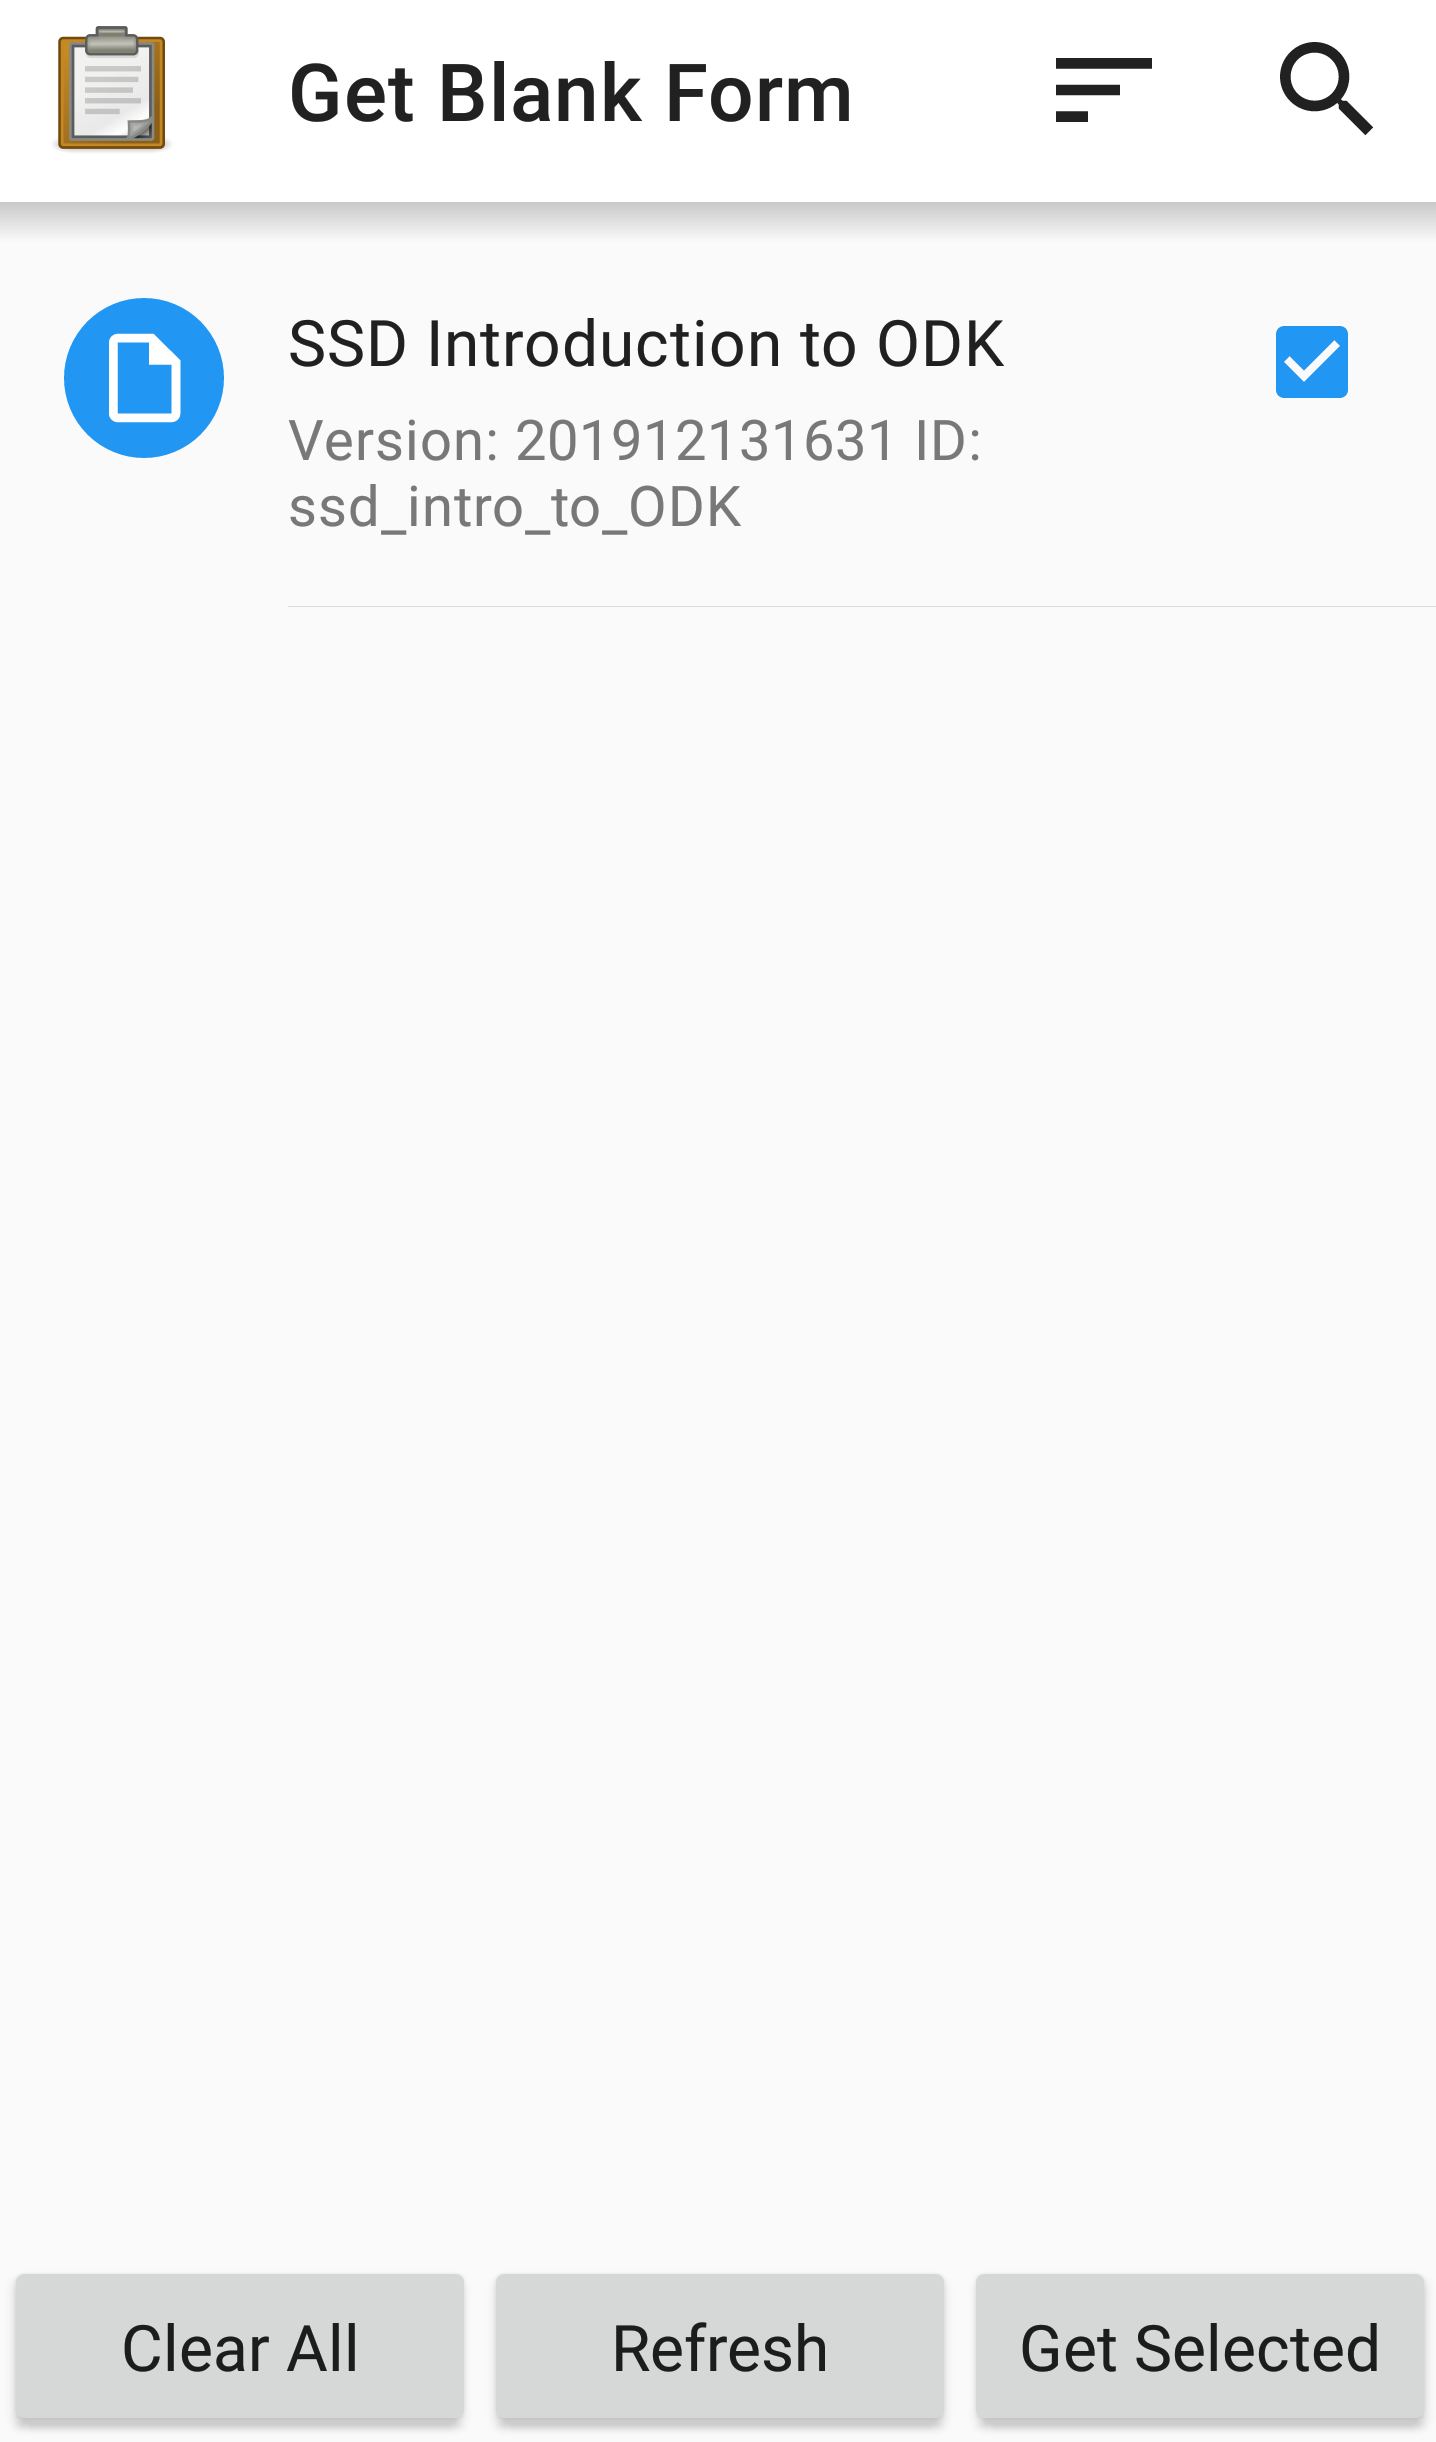 Get Blank Form
SSD Introduction to ODK
Version: 201912131631 ID:
ssd_intro_to_ODK
Clear All
Refresh
Get Selected